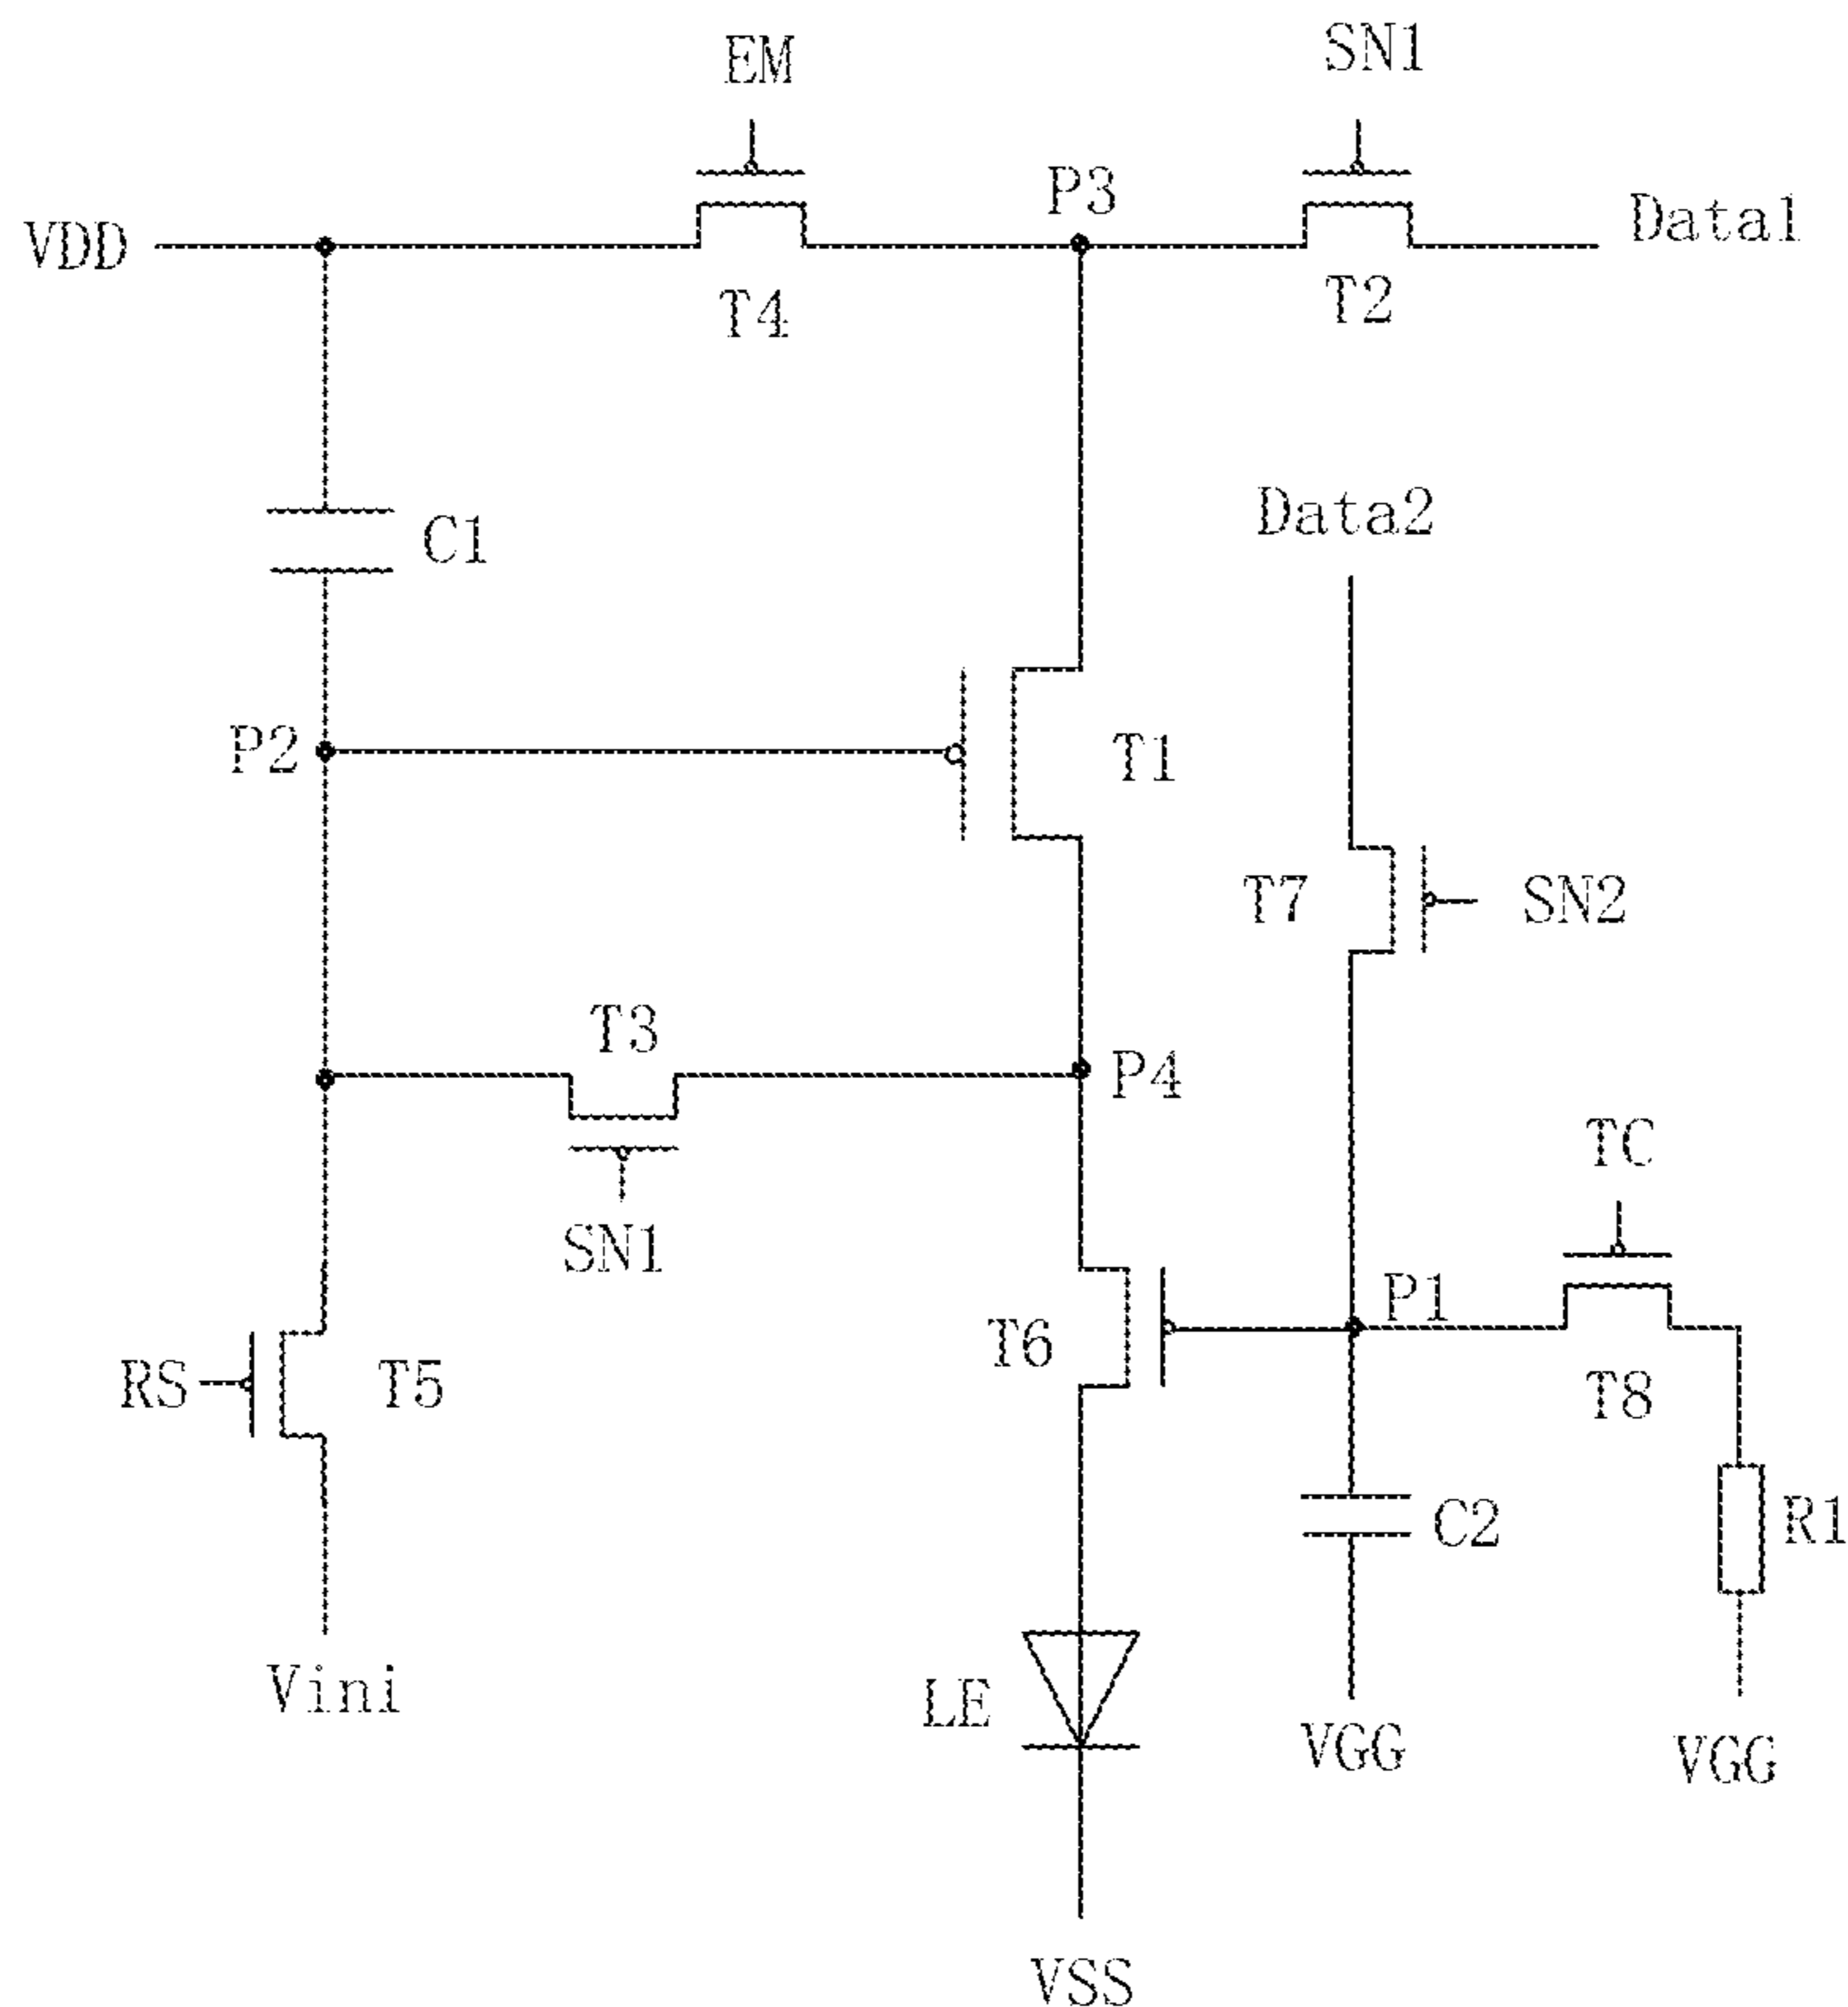 EM
SN1
P3
VDD
Data1
T4
T2
Data2
C1
P2
T1
T7
SN2
T3
P4
TC
SN1
P1
T6
RS
T5
T8
C2
R1
Vini
LE
VGG
VGG
VSS